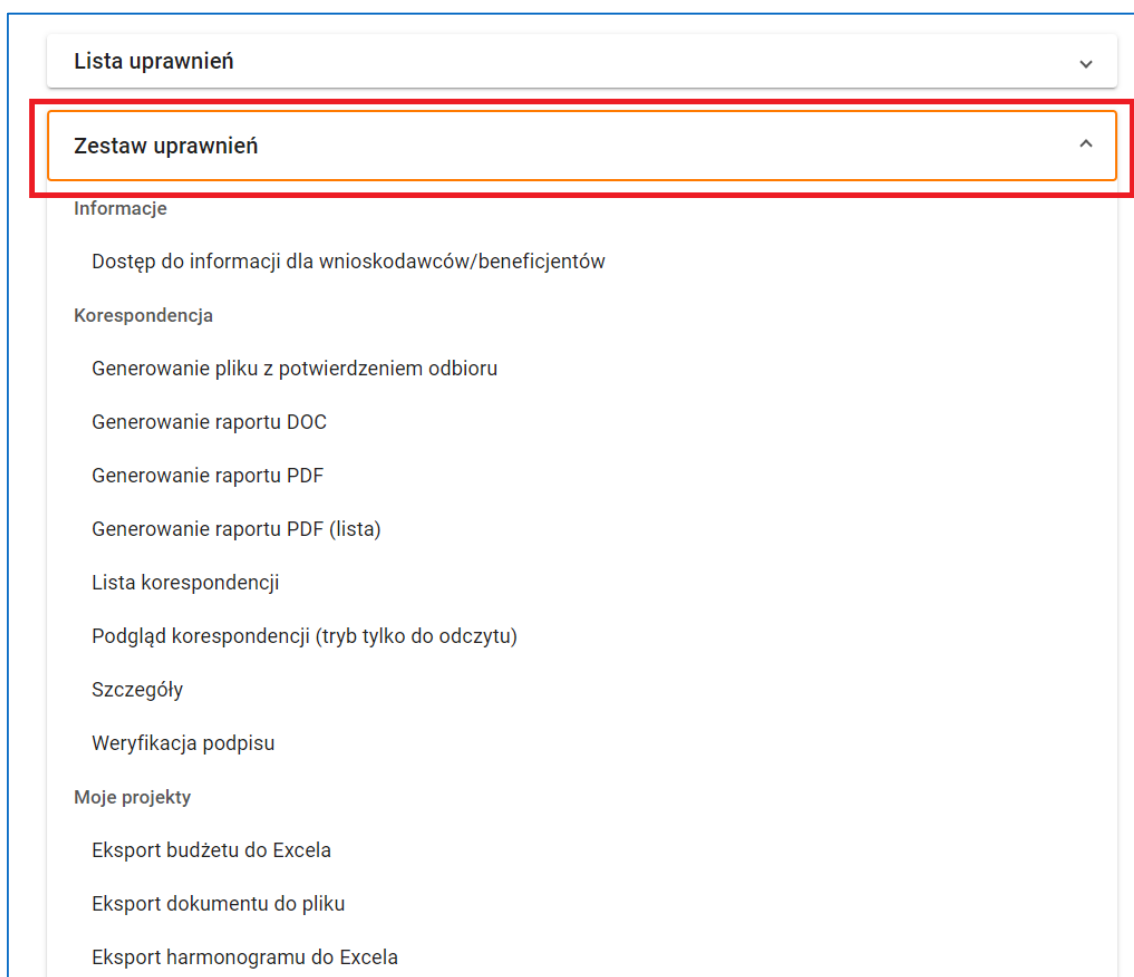 Lista uprawnień
Zestaw uprawnień
Informacje
Dostęp do informacji dla wnioskodawców/beneficjentów
Korespondencja
Generowanie pliku z potwierdzeniem odbioru
Generowanie raportu DOC
Generowanie raportu PDF
Generowanie raportu PDF (lista)
Lista korespondencji
Podgląd korespondencji (tryb tylko do odczytu)
Szczegóły
Weryfikacja podpisu
Moje projekty
Eksport budżetu do Excela
Eksport dokumentu do pliku
Eksport harmonogramu do Excela